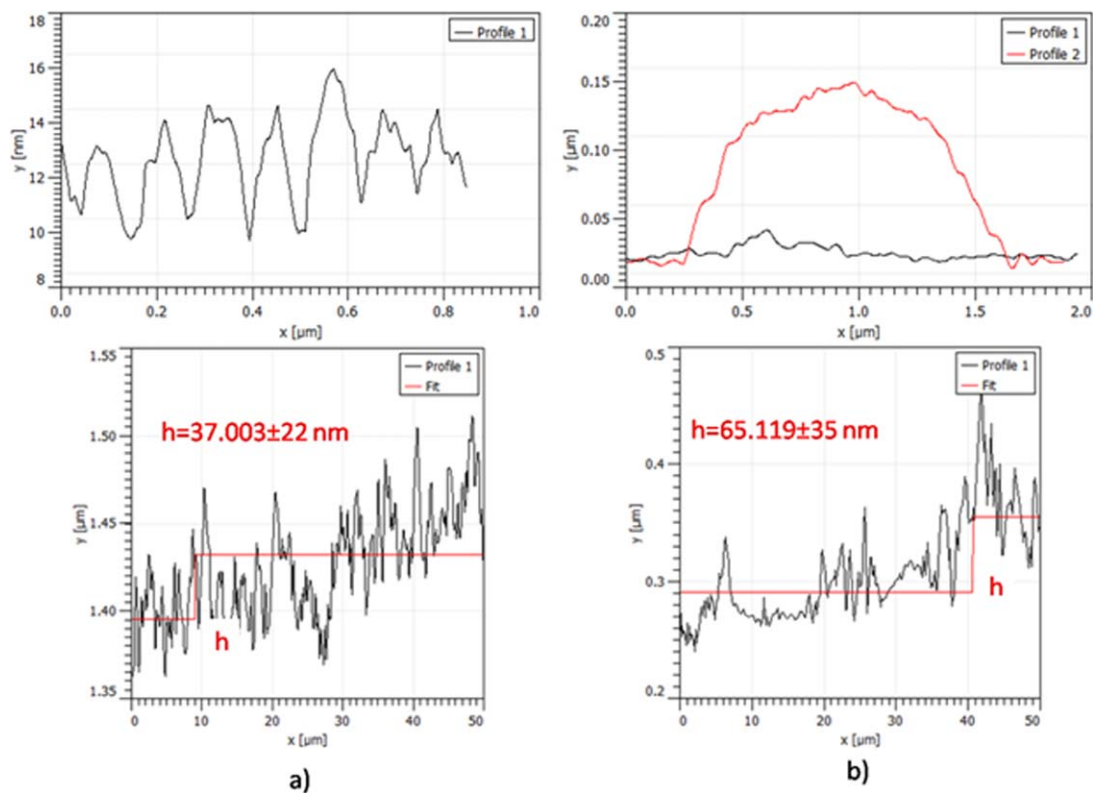 18
16
14
12
10
8
y [nm]
Profile 1
0.0 0.2 0.4 0.6 0.8 1.0
x [µm]
0.20
0.15
0.10
0.05
0.00
y [µm]
Profile 1
Profile 2
0.0 0.5 1.0 1.5 2.0
x [µm]
1.55
1.50
1.45
1.40
1.35
y [µm]
Profile 1
Fit
h=37.003±22 nm
h
0 10 20 30 40 50
x [µm]
a)
0.5
0.4
0.3
0.2
y [µm]
Profile 1
Fit
h=65.119±35 nm
h
0 10 20 30 40 50
x [µm]
b)